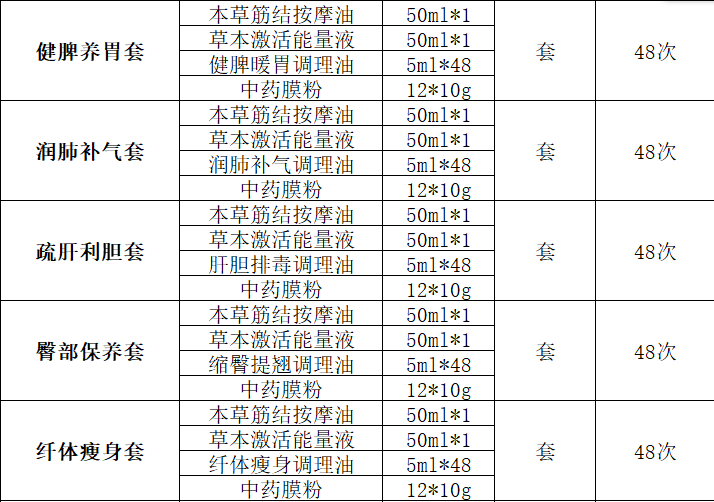 健脾养胃套 本草筋结按摩油 50ml*1 套 48次
草本激活能量液 50ml*1
健脾暖胃调理油 5ml*48
中药膜粉 12*10g
润肺补气套 本草筋结按摩油 50ml*1 套 48次
草本激活能量液 50ml*1
润肺补气调理油 5ml*48
中药膜粉 12*10g
疏肝利胆套 本草筋结按摩油 50ml*1 套 48次
草本激活能量液 50ml*1
肝胆排毒调理油 5ml*48
中药膜粉 12*10g
臀部保养套 本草筋结按摩油 50ml*1 套 48次
草本激活能量液 50ml*1
缩臀提翘调理油 5ml*48
中药膜粉 12*10g
纤体瘦身套 本草筋结按摩油 50ml*1 套 48次
草本激活能量液 50ml*1
纤体瘦身调理油 5ml*48
中药膜粉 12*10g